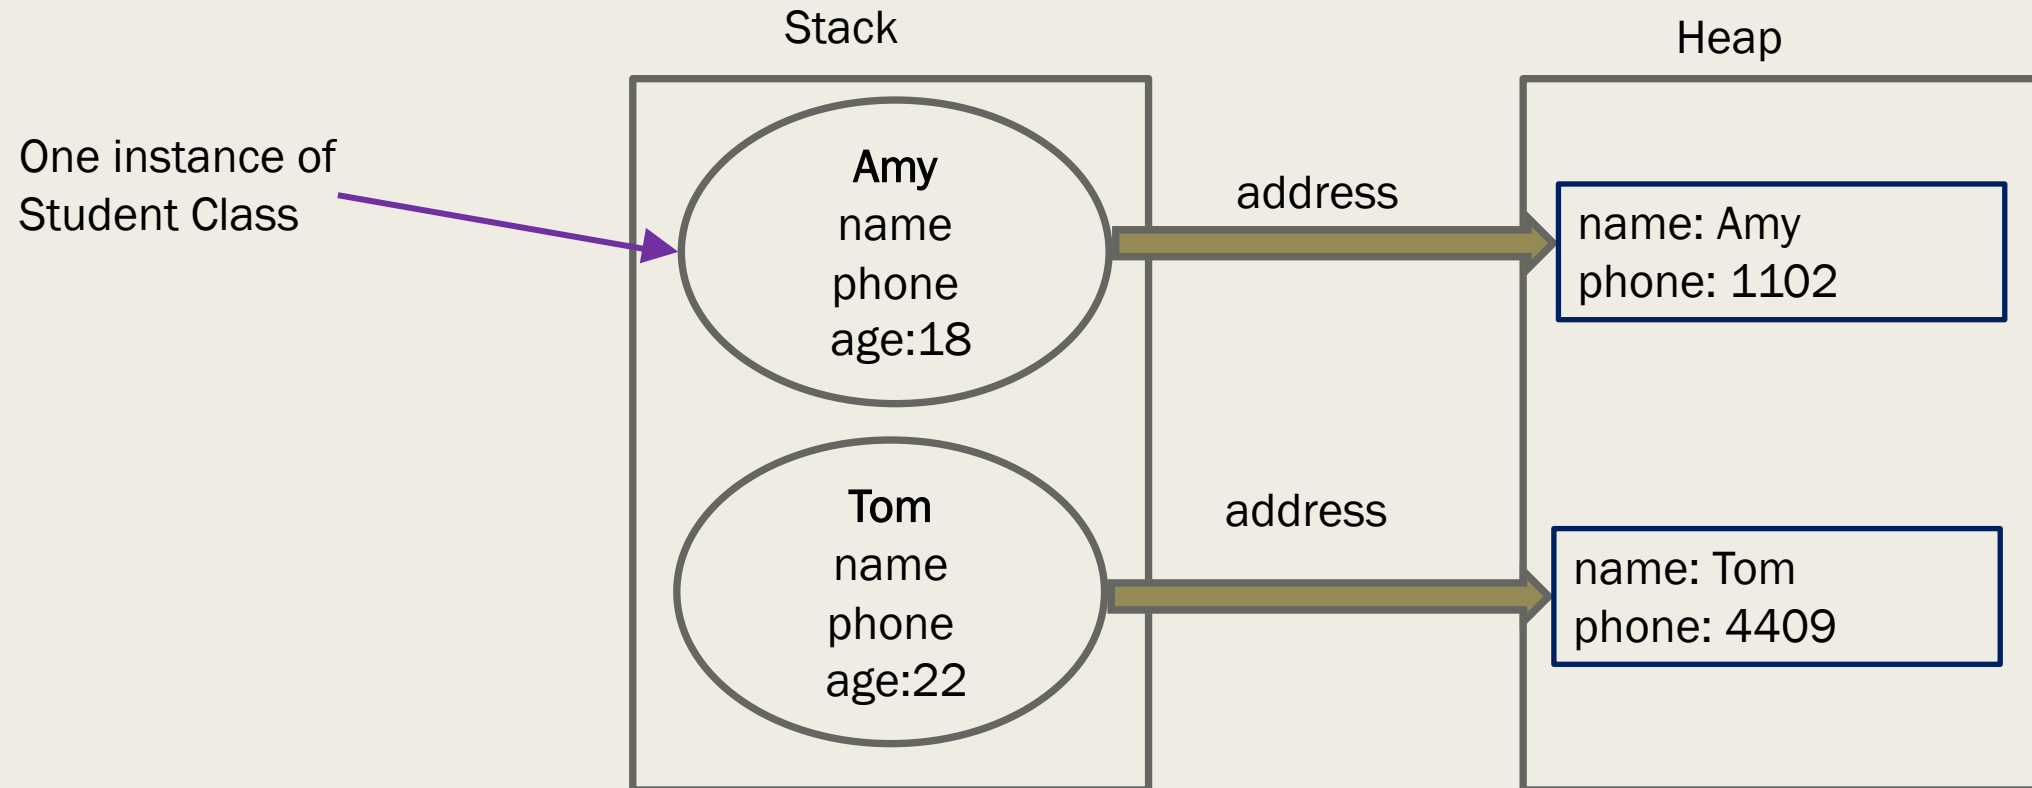 Stack
Heap
One instance of
Student Class
Amy
name
phone
age:18
address
name: Amy
phone: 1102
Tom
name
phone
age:22
address
name: Tom
phone: 4409